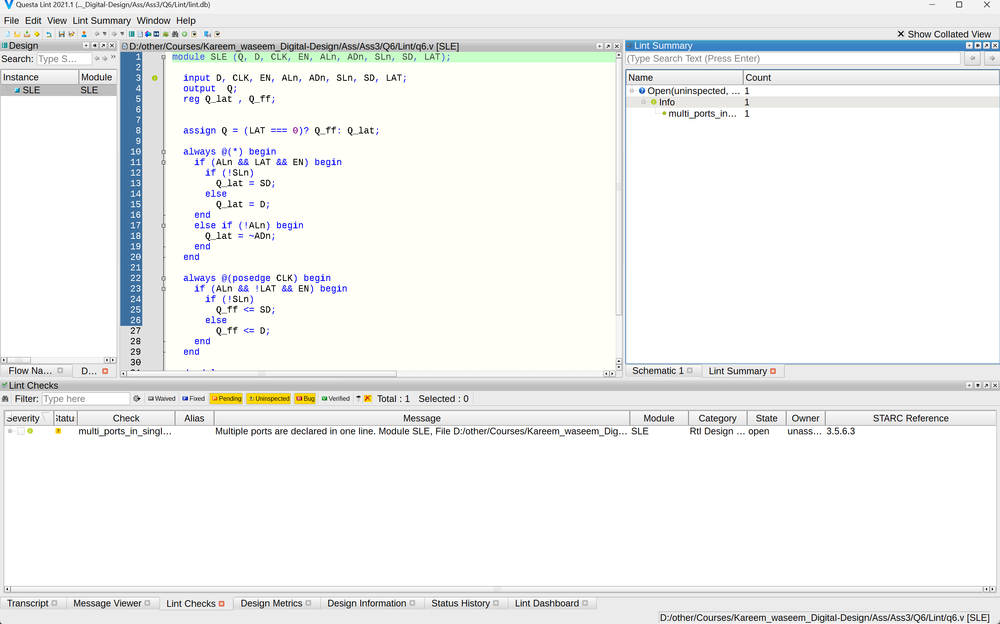 Questa Lint 2021.1 (..._Digital-Design/Ass/Ass3/Q6/Lint/lint.db)
File Edit View Lint Summary Window Help
Show Collated View
Design
Search: Type S...
Instance Module
SLE SLE
Flow Na... D...
D:/other/Courses/Kareem_waseem_Digital-Design/Ass/Ass3/Q6/Lint/q6.v [SLE]
1 module SLE (Q, D, CLK, EN, ALn, ADn, SLn, SD, LAT);
2
3 input D, CLK, EN, ALn, ADn, SLn, SD, LAT;
4 output Q;
5 reg Q_lat , Q_ff;
6
7
8 assign Q = (LAT === 0)? Q_ff: Q_lat;
9
10 always @(*) begin
11 if (ALn && LAT && EN) begin
12 if (!SLn)
13 Q_lat = SD;
14 else
15 Q_lat = D;
16 end
17 else if (!ALn) begin
18 Q_lat = ~ADn;
19 end
20 end
21
22 always @(posedge CLK) begin
23 if (ALn && !LAT && EN) begin
24 if (!SLn)
25 Q_ff <= SD;
26 else
27 Q_ff <= D;
28 end
29 end
30
Lint Summary
(Type Search Text (Press Enter)
Name Count
Open(uninspected, ... 1
Info 1
multi_ports_in... 1
Schematic 1 Lint Summary
Lint Checks
Filter: Type here Waived Fixed Pending Uninspected Bug Verified Total : 1 Selected : 0
Severity Statu Check Alias Message Module Category State Owner STARC Reference
multi_ports_in_singl... Multiple ports are declared in one line. Module SLE, File D:/other/Courses/Kareem_waseem_Dig... SLE Rtl Design ... open unass... 3.5.6.3
Transcript Message Viewer Lint Checks Design Metrics Design Information Status History Lint Dashboard
D:/other/Courses/Kareem_waseem_Digital-Design/Ass/Ass3/Q6/Lint/q6.v [SLE]